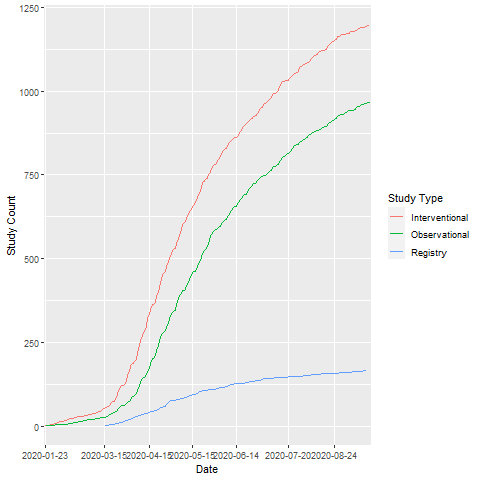 1250
1000
750
500
250
0
Study Count
2020-01-23
2020-03-15
2020-04-15
2020-05-15
2020-06-14
2020-07-20
2020-08-24
Date
Study Type
Interventional
Observational
Registry